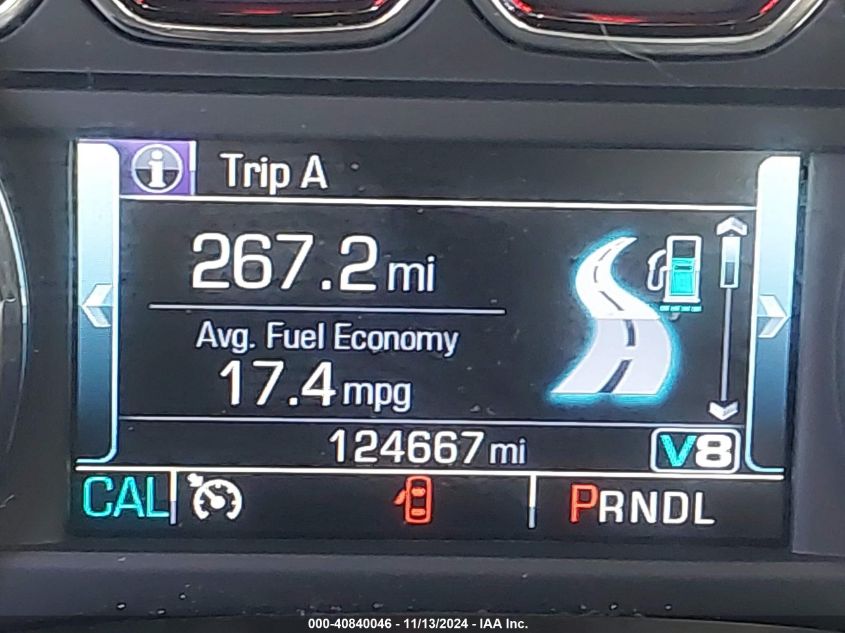 Trip A
267.2 mi
Avg. Fuel Economy
17.4 mpg
124667 mi V8
CAL PRNDL
000-40840046 - 11/13/2024 - IAA Inc.